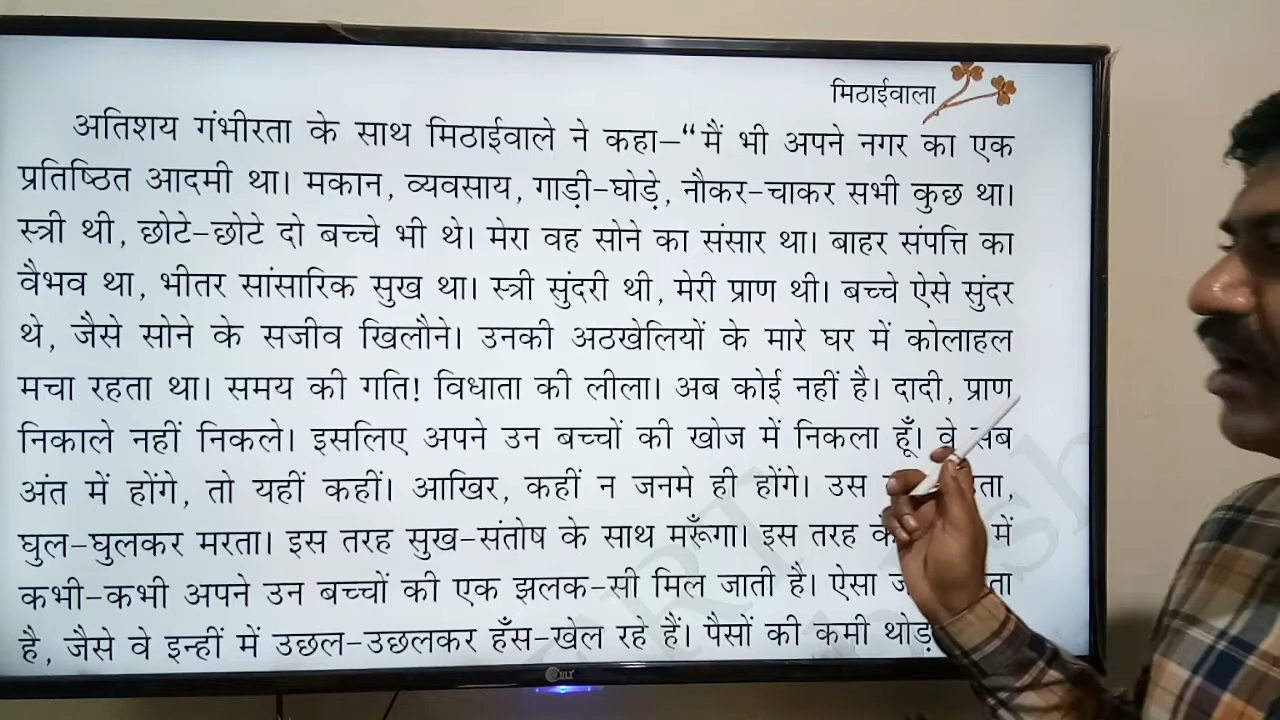 मिठाईवाला
अतिशय गंभीरता के साथ मिठाईवाले ने कहा–“मैं भी अपने नगर का एक
प्रतिष्ठित आदमी था। मकान, व्यवसाय, गाड़ी-घोड़े, नौकर-चाकर सभी कुछ था।
स्त्री थी, छोटे-छोटे दो बच्चे भी थे। मेरा वह सोने का संसार था। बाहर संपत्ति का
वैभव था, भीतर सांसारिक सुख था। स्त्री सुंदरी थी, मेरी प्राण थी। बच्चे ऐसे सुंदर
थे, जैसे सोने के सजीव खिलौने। उनकी अठखेलियों के मारे घर में कोलाहल
मचा रहता था। समय की गति! विधाता की लीला। अब कोई नहीं है। दादी, प्राण
निकाले नहीं निकले। इसलिए अपने उन बच्चों की खोज में निकला हूँ। वे सब
अंत में होंगे, तो यहीं कहीं। आखिर, कहीं न जनमे ही होंगे। उस
घुल-घुलकर मरता। इस तरह सुख-संतोष के साथ मरूँगा। इस तरह के में
कभी-कभी अपने उन बच्चों की एक झलक-सी मिल जाती है। ऐसा
है, जैसे वे इन्हीं में उछल-उछलकर हँस-खेल रहे हैं। पैसों की कमी